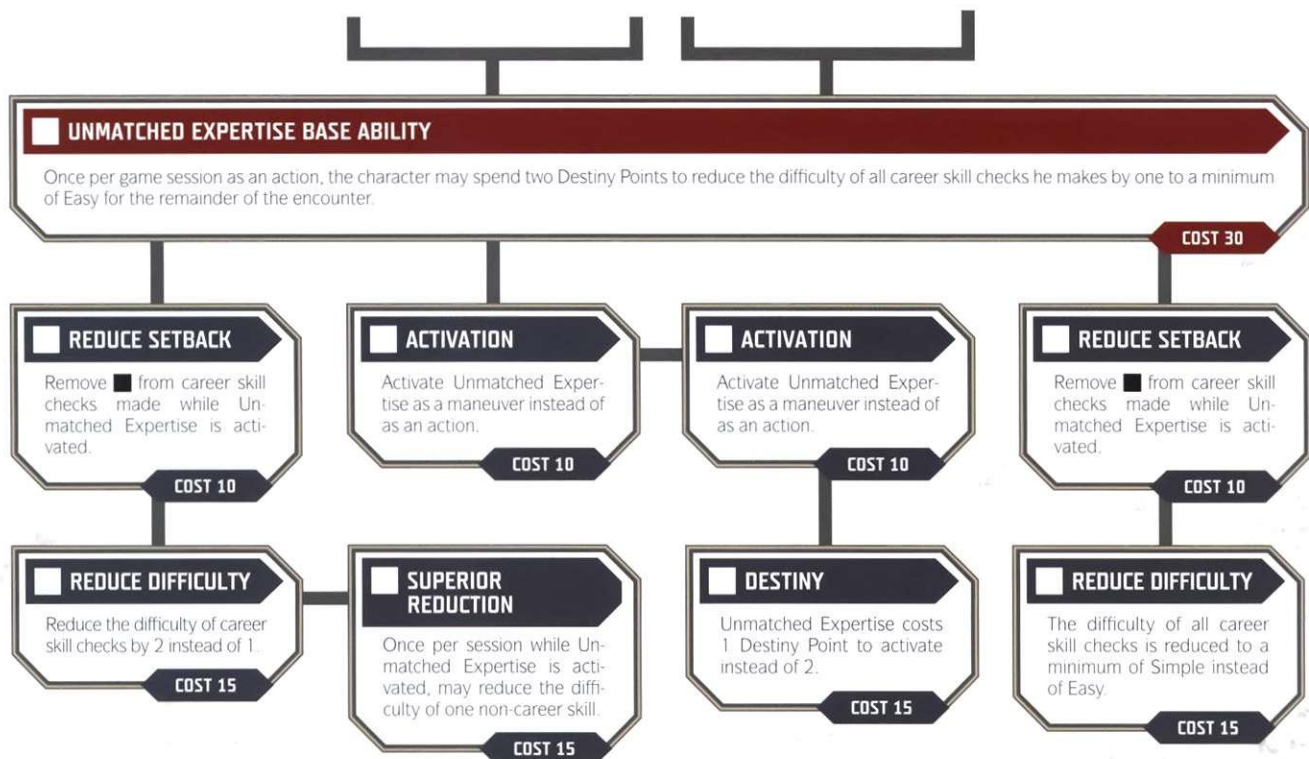 UNMATCHED EXPERTISE BASE ABILITY
Once per game session as an action, the character may spend two Destiny Points to reduce the difficulty of all career skill checks he makes by one to a minimum
of Easy for the remainder of the encounter.
COST 30
REDUCE SETBACK
Remove ■ from career skill
checks made while Un-
matched Expertise is acti-
vated.
COST 10
ACTIVATION
Activate Unmatched Exper-
tise as a maneuver instead of
as an action.
COST 10
ACTIVATION
Activate Unmatched Exper-
tise as a maneuver instead of
as an action.
COST 10
REDUCE SETBACK
Remove ■ from career skill
checks made while Un-
matched Expertise is acti-
vated.
COST 10
REDUCE DIFFICULTY
Reduce the difficulty of career
skill checks by 2 instead of 1.
COST 15
SUPERIOR
REDUCTION
Once per session while Un-
matched Expertise is acti-
vated, may reduce the diffi-
culty of one non-career skill.
COST 15
DESTINY
Unmatched Expertise costs
1 Destiny Point to activate
instead of 2.
COST 15
REDUCE DIFFICULTY
The difficulty of all career
skill checks is reduced to a
minimum of Simple instead
of Easy.
COST 15